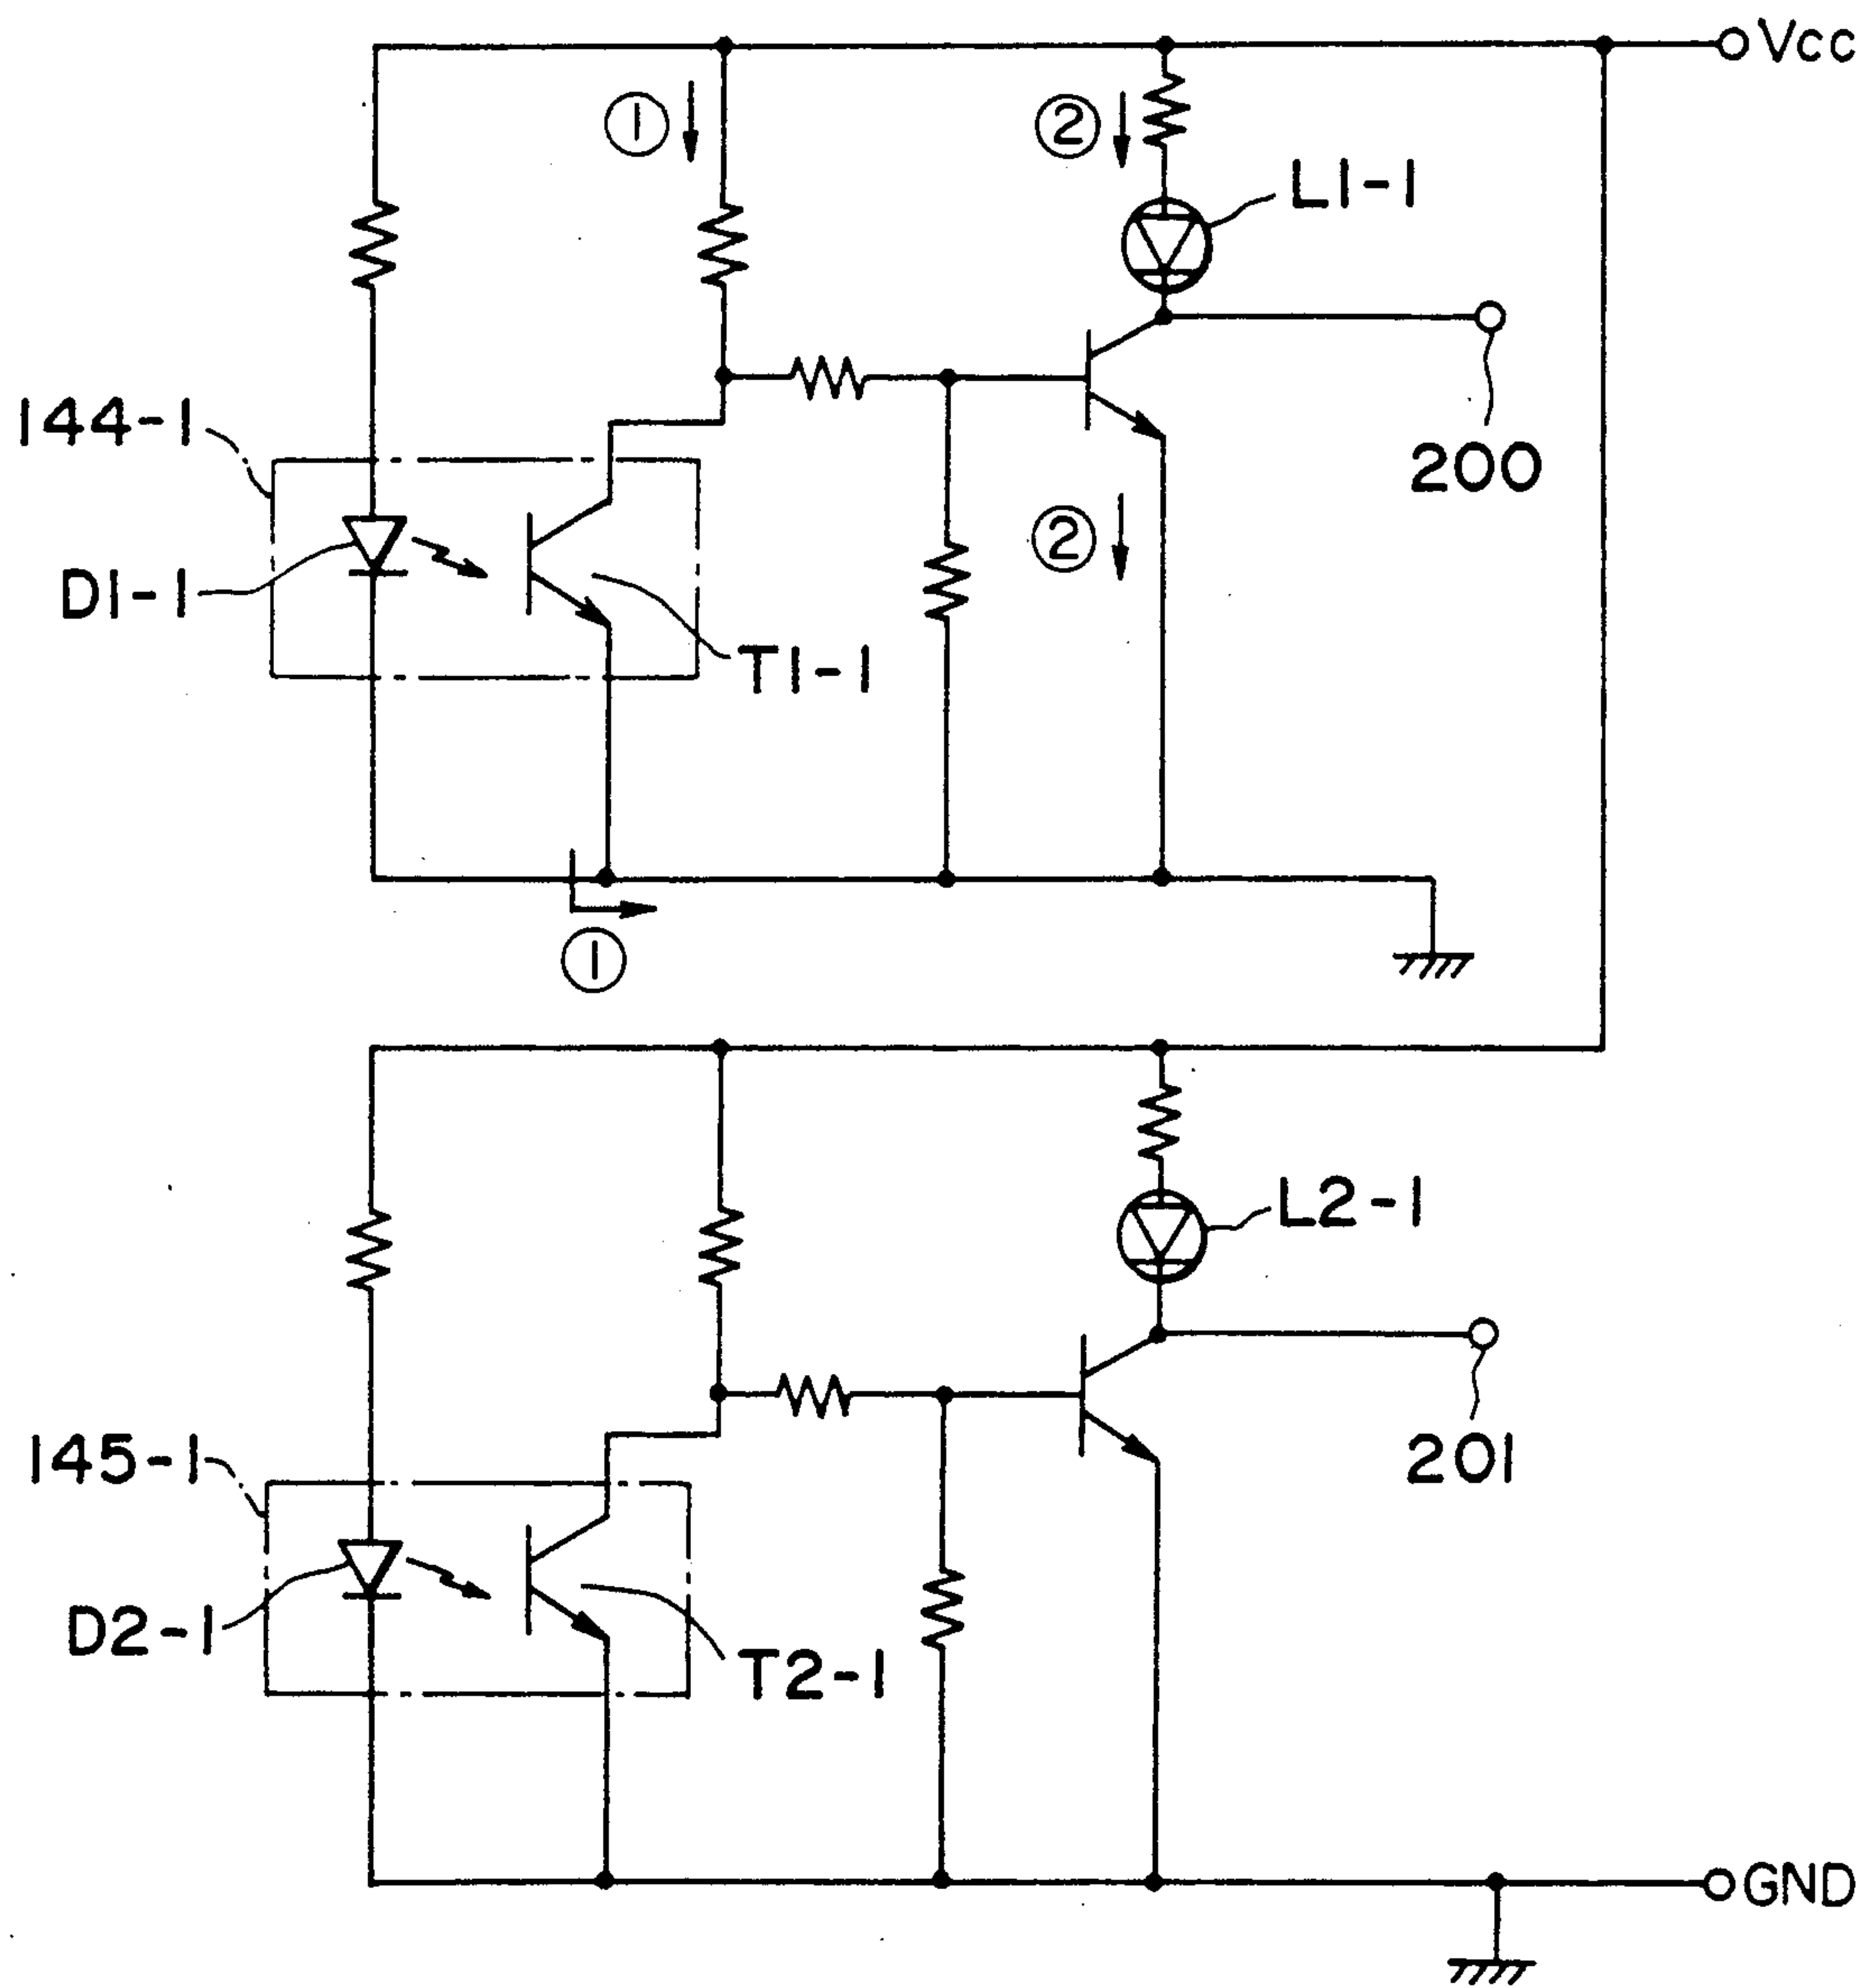 Vcc
①
②
L1-1
144-1
200
②
D1-1
T1-1
①
L2-1
145-1
201
D2-1
T2-1
GND